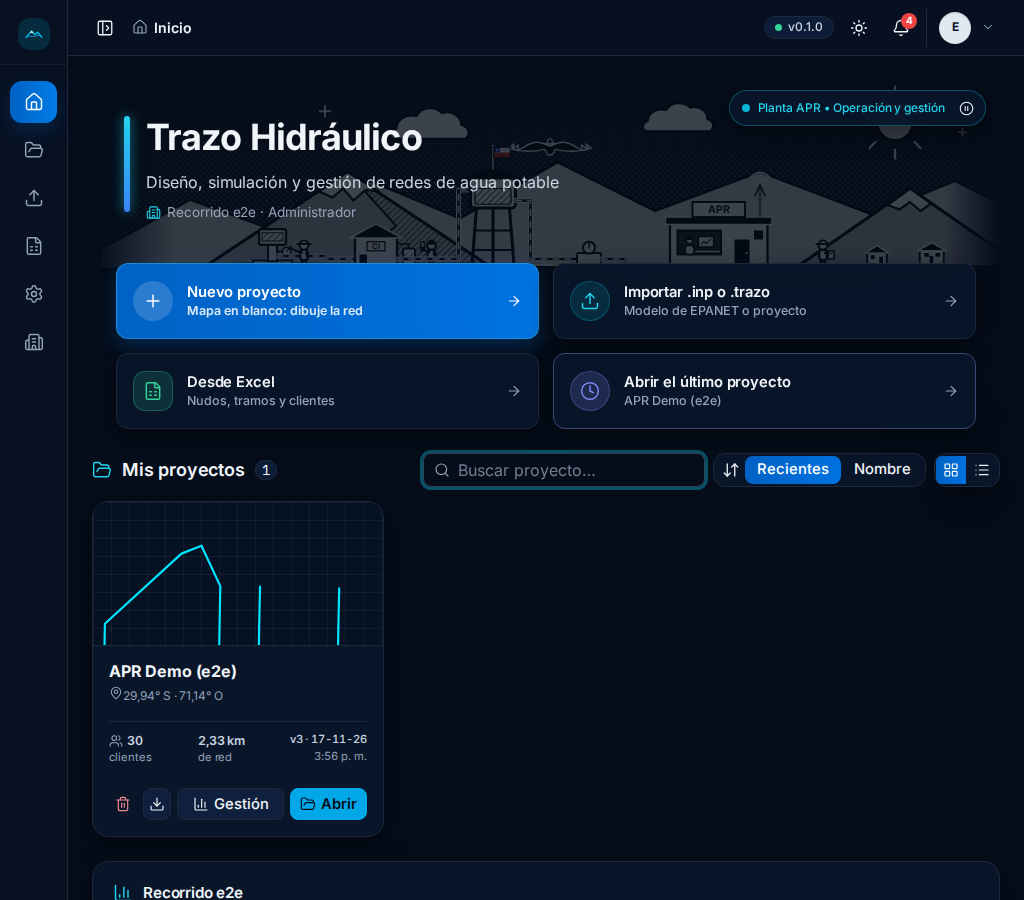 Inicio
v0.1.0
4
E
Planta APR • Operación y gestión
Trazo Hidráulico
Diseño, simulación y gestión de redes de agua potable
Recorrido e2e · Administrador
APR
Nuevo proyecto
Mapa en blanco: dibuje la red
Importar .inp o .trazo
Modelo de EPANET o proyecto
Desde Excel
Nudos, tramos y clientes
Abrir el último proyecto
APR Demo (e2e)
Mis proyectos 1
Buscar proyecto...
Recientes
Nombre
APR Demo (e2e)
29,94° S · 71,14° O
30
clientes
2,33 km
de red
v3 · 17-11-26
3:56 p. m.
Gestión
Abrir
Recorrido e2e